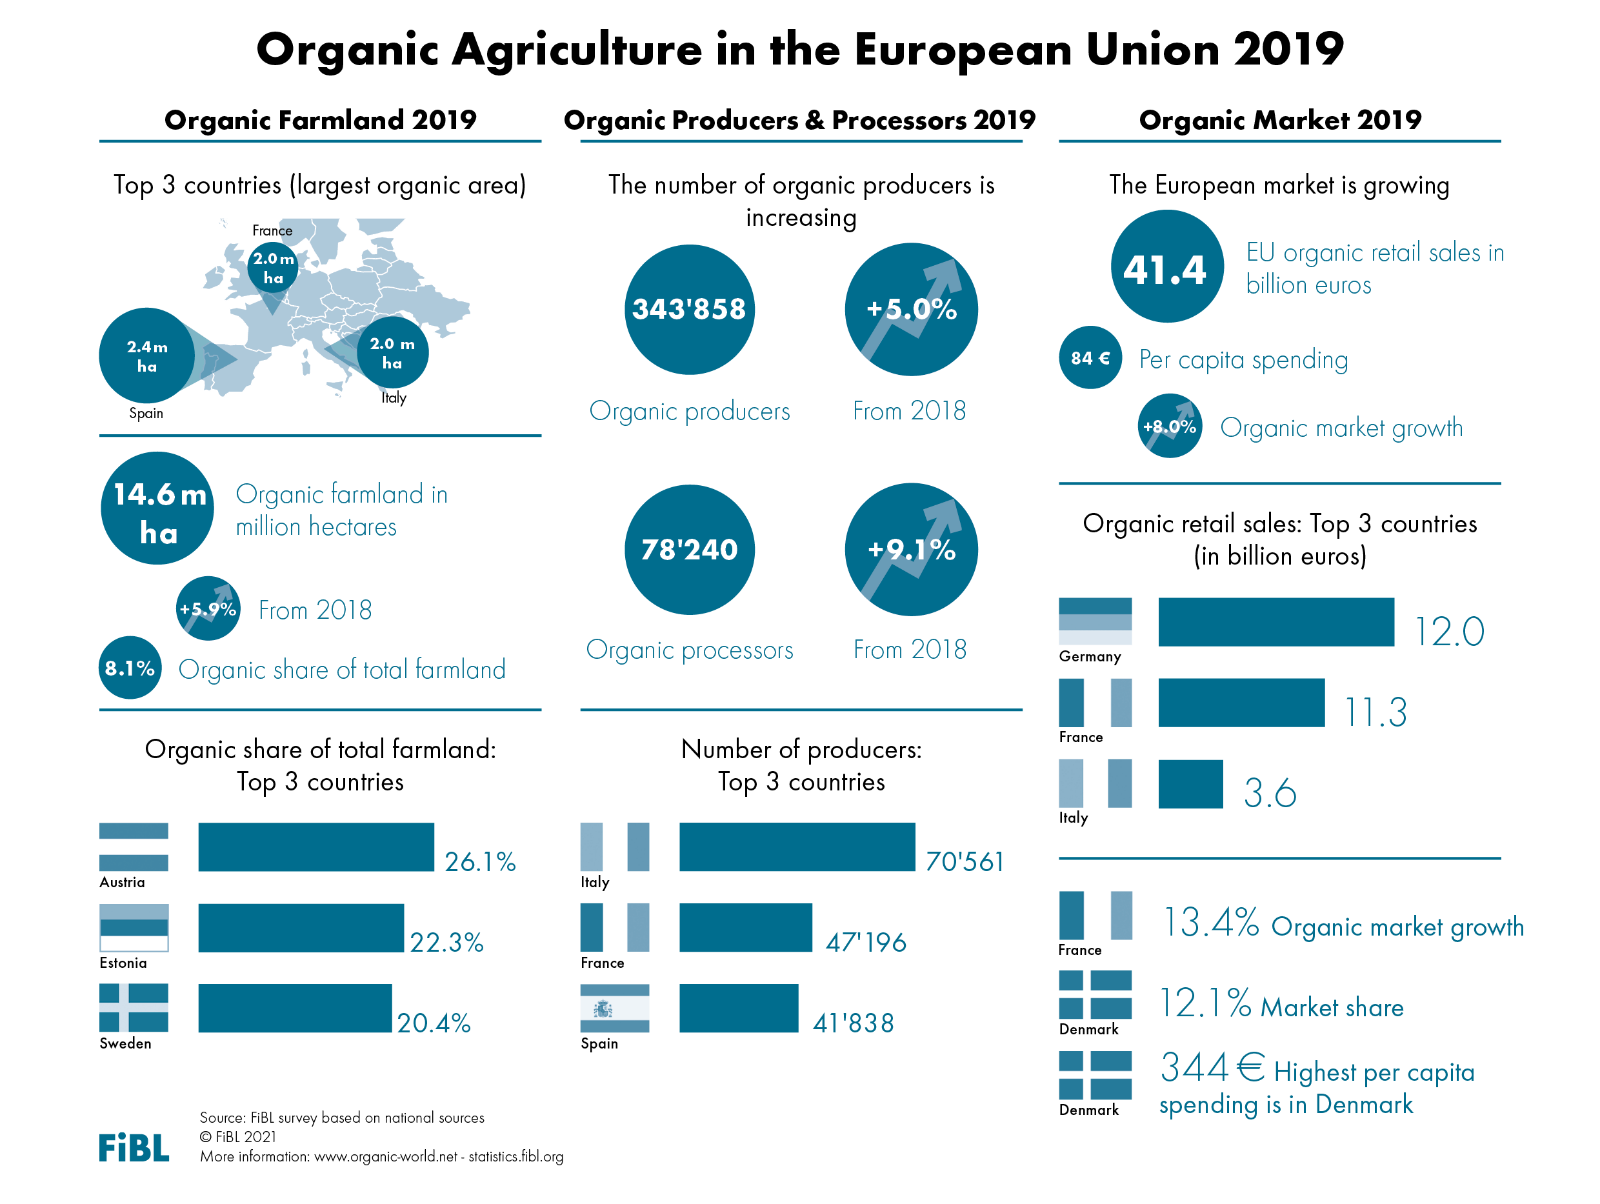 Organic Agriculture in the European Union 2019
Organic Farmland 2019
Top 3 countries (largest organic area)
France
2.0 m
ha
2.4 m
ha
Spain
2.0 m
ha
Italy
14.6 m
ha
Organic farmland in
million hectares
+5.9%
From 2018
8.1%
Organic share of total farmland
Organic share of total farmland:
Top 3 countries
Austria
26.1%
Estonia
22.3%
Sweden
20.4%
Organic Producers & Processors 2019
The number of organic producers is
increasing
343'858
+5.0%
Organic producers
From 2018
78'240
+9.1%
Organic processors
From 2018
Number of producers:
Top 3 countries
Italy
70'561
France
47'196
Spain
41'838
Organic Market 2019
The European market is growing
41.4
EU organic retail sales in
billion euros
84 €
Per capita spending
+8.0%
Organic market growth
Organic retail sales: Top 3 countries
(in billion euros)
Germany
12.0
France
11.3
Italy
3.6
France
13.4% Organic market growth
Denmark
12.1% Market share
Denmark
344 € Highest per capita
spending is in Denmark
FiBL
Source: FiBL survey based on national sources
© FiBL 2021
More information: www.organic-world.net - statistics.fibl.org